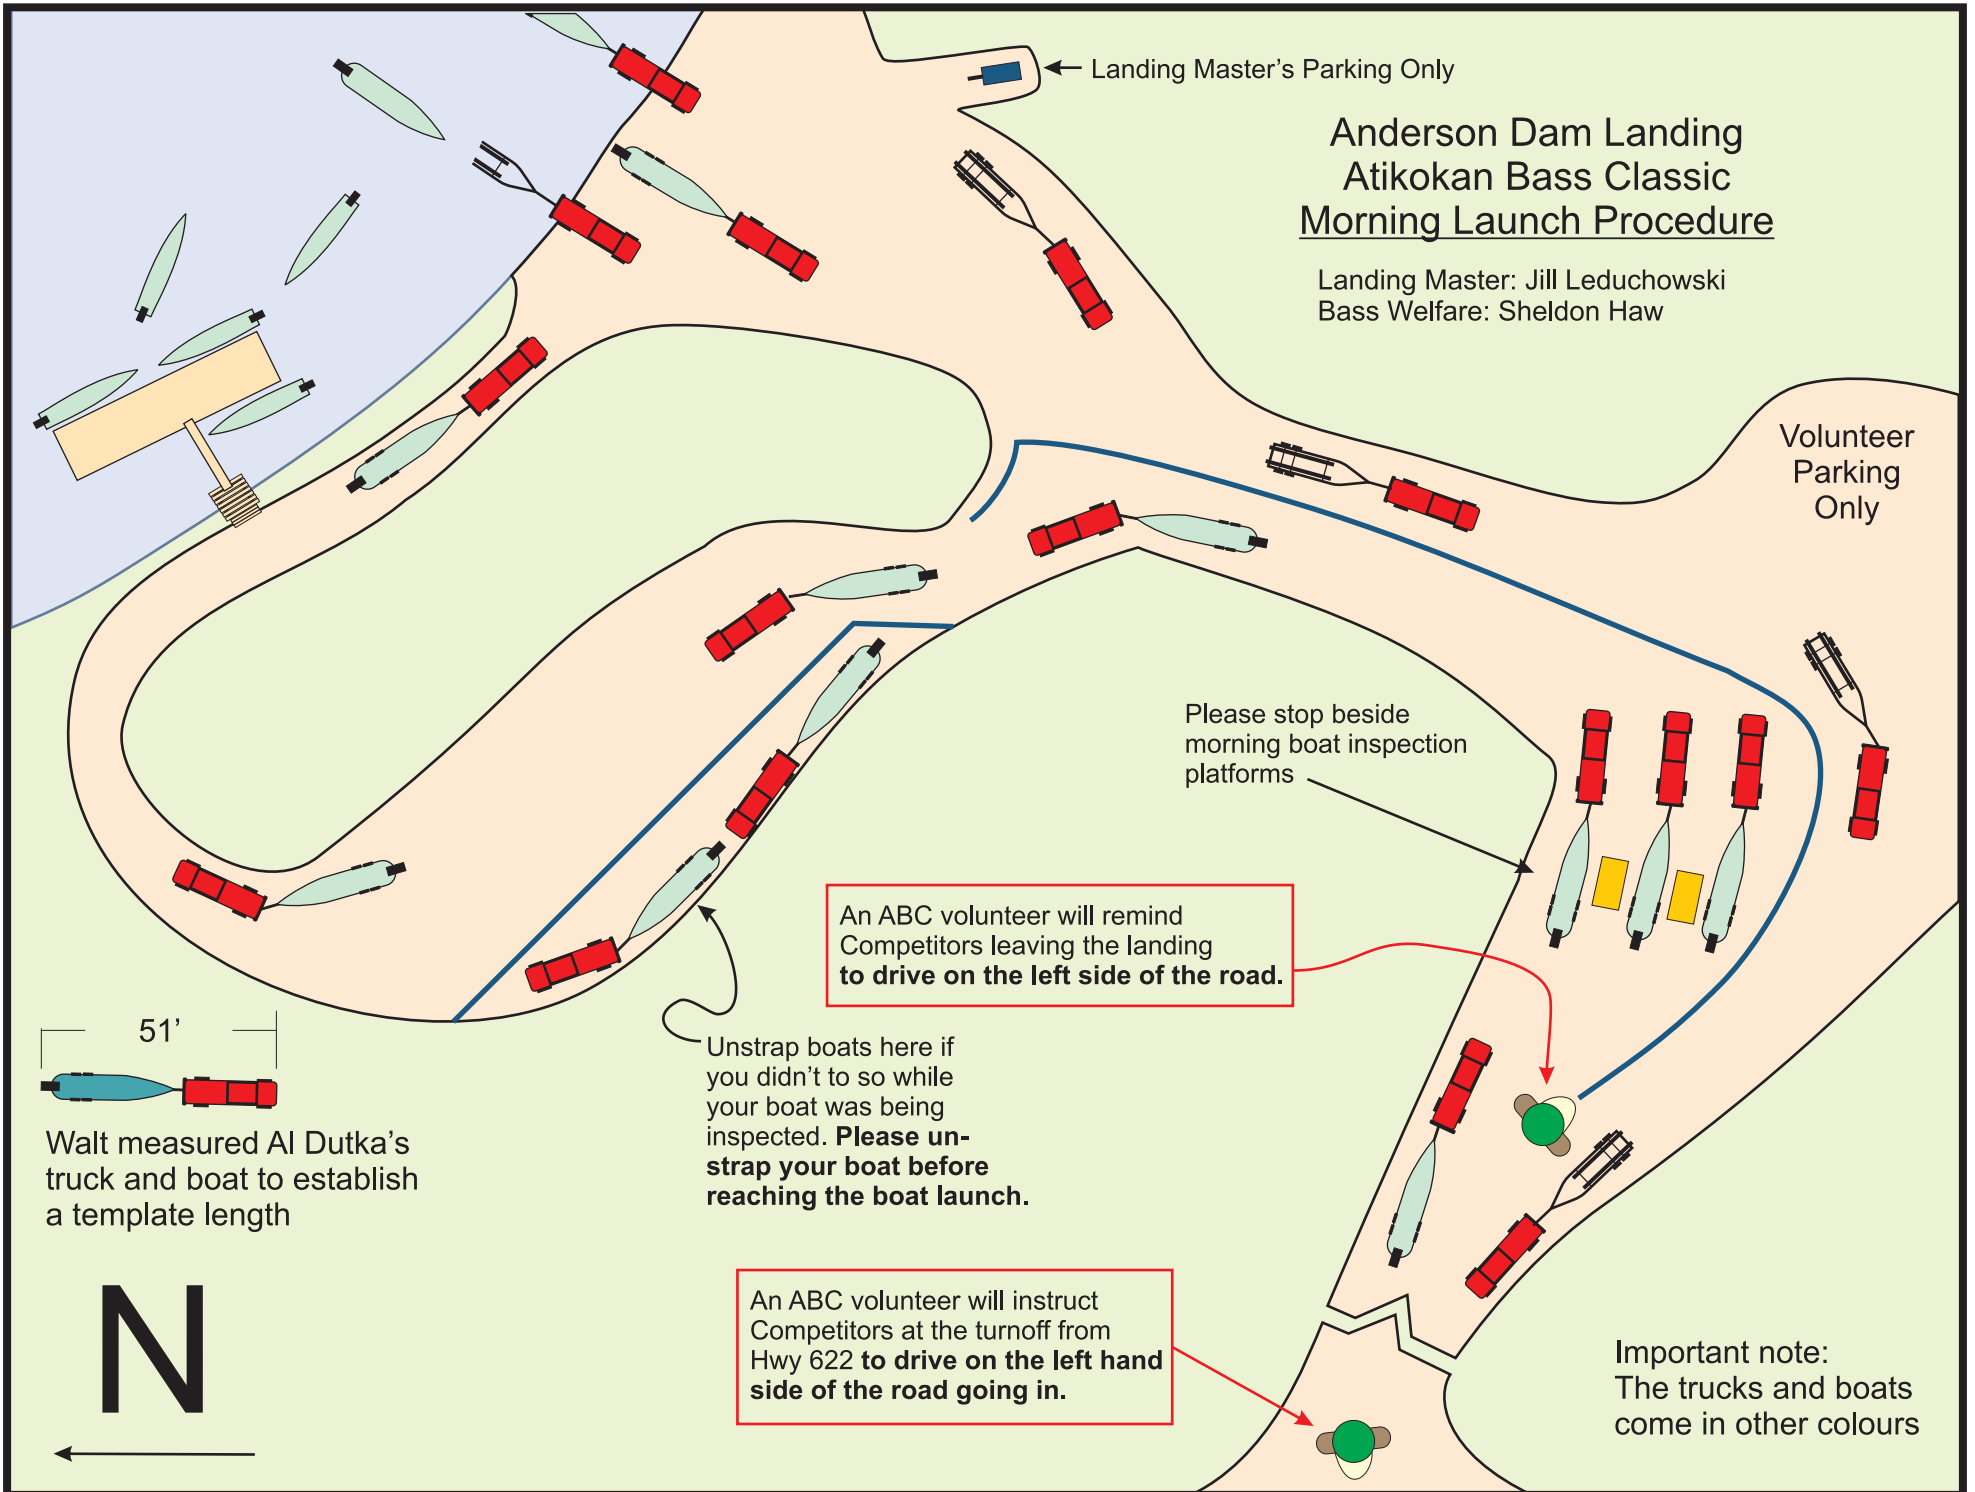 Landing Master's Parking Only
Anderson Dam Landing
Atikokan Bass Classic
Morning Launch Procedure
Landing Master: Jill Leduchowski
Bass Welfare: Sheldon Haw
Volunteer
Parking
Only
Please stop beside
morning boat inspection
platforms
An ABC volunteer will remind
Competitors leaving the landing
to drive on the left side of the road.
51'
Walt measured Al Dutka's
truck and boat to establish
a template length
Unstrap boats here if
you didn't to so while
your boat was being
inspected. Please un-
strap your boat before
reaching the boat launch.
N
An ABC volunteer will instruct
Competitors at the turnoff from
Hwy 622 to drive on the left hand
side of the road going in.
Important note:
The trucks and boats
come in other colours